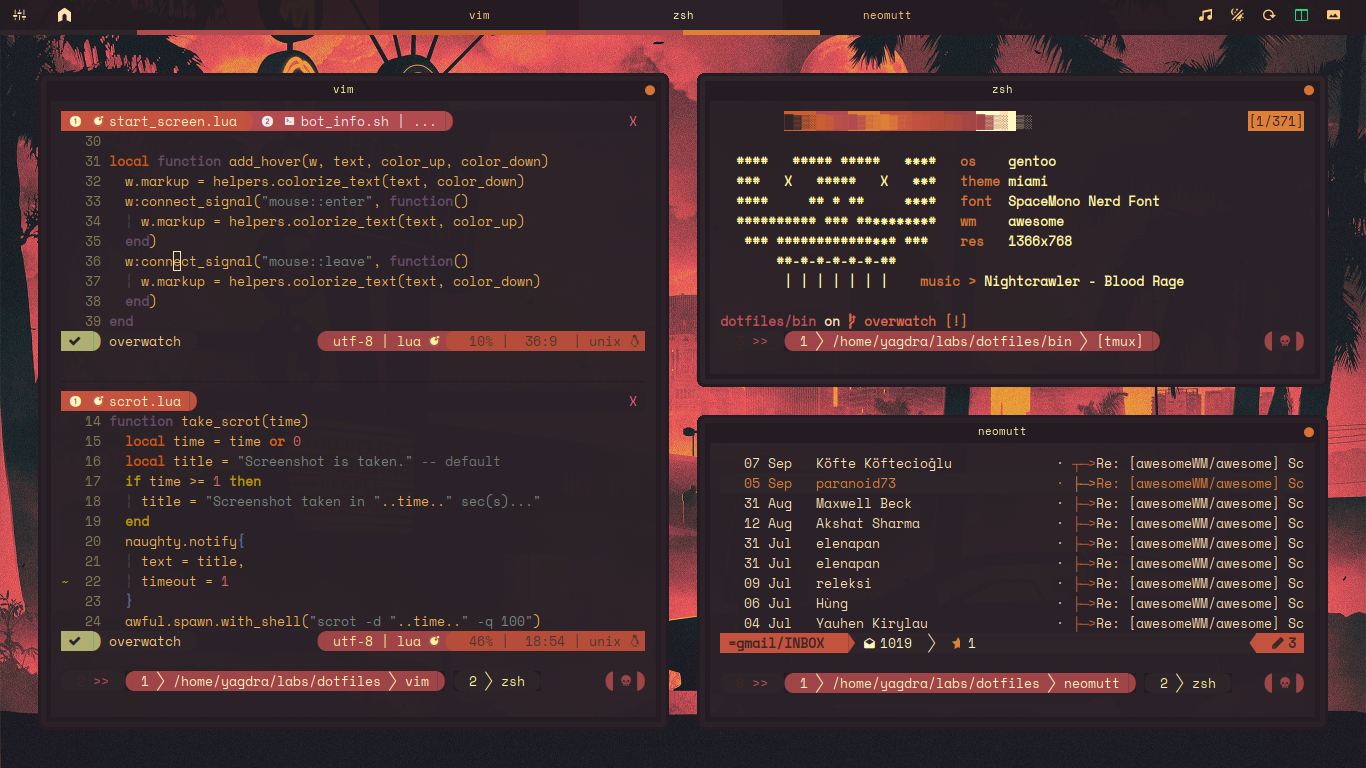 vim zsh neomutt
vim
1 start_screen.lua 2 bot_info.sh | ... X
30
31 local function add_hover(w, text, color_up, color_down)
32 w.markup = helpers.colorize_text(text, color_down)
33 w:connect_signal("mouse::enter", function()
34 w.markup = helpers.colorize_text(text, color_up)
35 end)
36 w:connect_signal("mouse::leave", function()
37 w.markup = helpers.colorize_text(text, color_down)
38 end)
39 end
overwatch utf-8 | lua 10% | 36:9 | unix
1 scrot.lua X
14 function take_scrot(time)
15 local time = time or 0
16 local title = "Screenshot is taken." -- default
17 if time >= 1 then
18 title = "Screenshot taken in "..time.." sec(s)..."
19 end
20 naughty.notify{
21 text = title,
~ 22 timeout = 1
23 }
24 awful.spawn.with_shell("scrot -d "..time.." -q 100")
overwatch utf-8 | lua 46% | 18:54 | unix
>> 1 〉/home/yagdra/labs/dotfiles 〉vim 2 〉zsh
zsh
[1/371]
#### ##### ##### ***# os gentoo
### X ##### X **# theme miami
#### ## # ## ***# font SpaceMono Nerd Font
########## ### ##********# wm awesome
### ############**# ### res 1366x768
##-#-#-#-#-#-##
| | | | | | | music > Nightcrawler - Blood Rage
dotfiles/bin on overwatch [!]
>> 1 〉/home/yagdra/labs/dotfiles/bin 〉[tmux]
neomutt
07 Sep Köfte Köftecioğlu · ┬─>Re: [awesomeWM/awesome] Sc
05 Sep paranoid73 · ├─>Re: [awesomeWM/awesome] Sc
31 Aug Maxwell Beck · ├─>Re: [awesomeWM/awesome] Sc
12 Aug Akshat Sharma · ├─>Re: [awesomeWM/awesome] Sc
31 Jul elenapan · ├─>Re: [awesomeWM/awesome] Sc
31 Jul elenapan · ├─>Re: [awesomeWM/awesome] Sc
09 Jul releksi · ├─>Re: [awesomeWM/awesome] Sc
06 Jul Hùng · ├─>Re: [awesomeWM/awesome] Sc
04 Jul Yauhen Kirylau · ├─>Re: [awesomeWM/awesome] Sc
=gmail/INBOX 1019 〉 1 3
>> 1 〉/home/yagdra/labs/dotfiles 〉neomutt 2 〉zsh